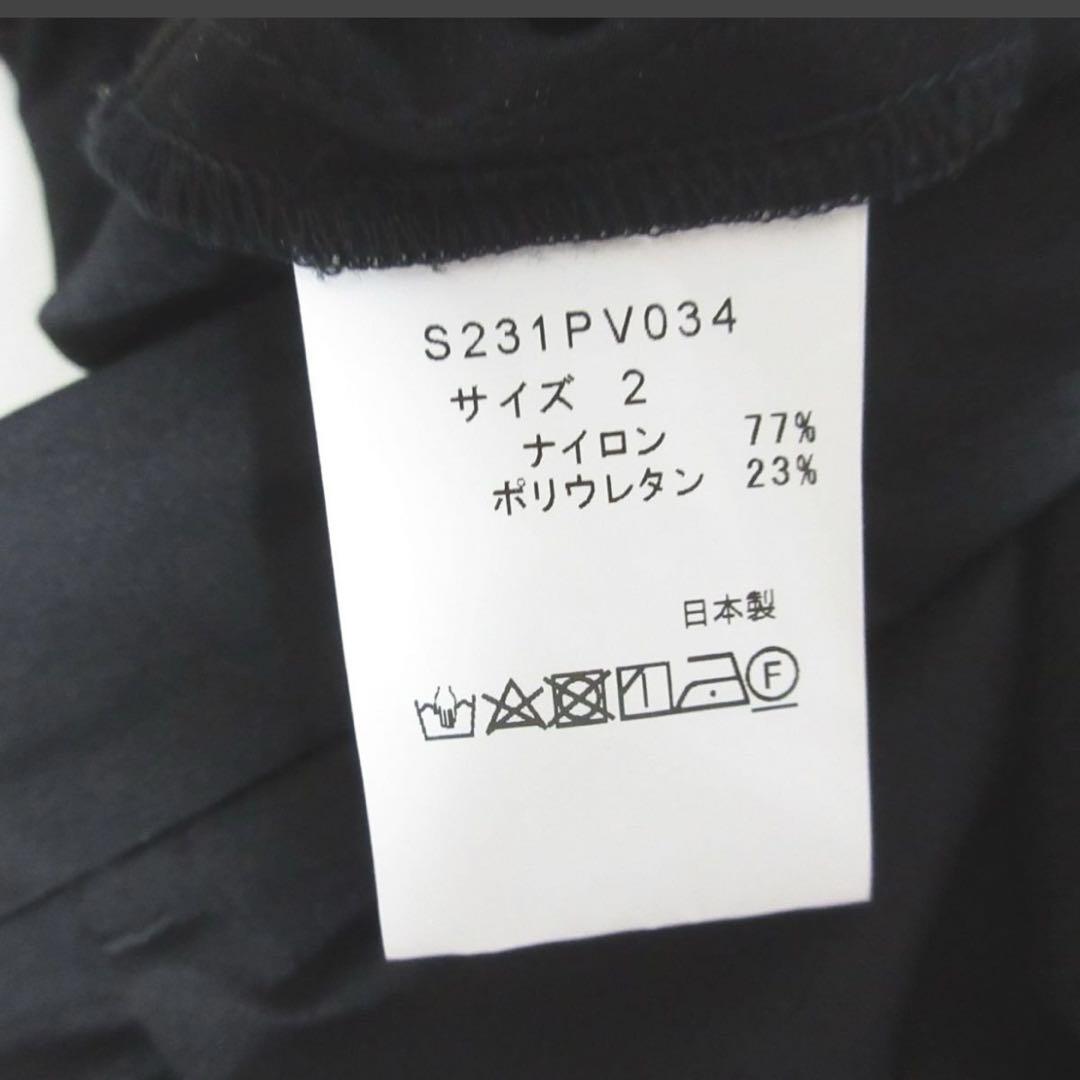 S231PV034
サイズ 2
ナイロン 77%
ポリウレタン 23%
日本製
F